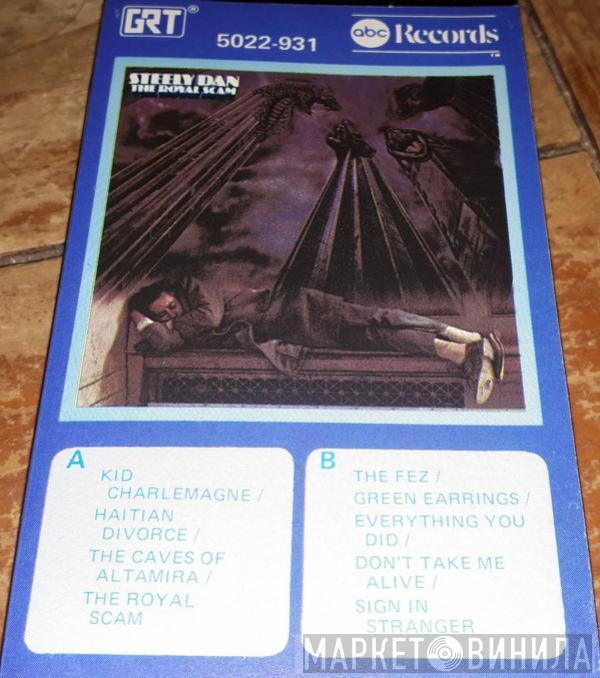 GRT®
5022-931
abc Records
TM
STEELY DAN
THE ROYAL SCAM
A
KID
CHARLEMAGNE /
HAITIAN
DIVORCE /
THE CAVES OF
ALTAMIRA /
THE ROYAL
SCAM
B
THE FEZ /
GREEN EARRINGS /
EVERYTHING YOU
DID /
DON'T TAKE ME
ALIVE /
SIGN IN
STRANGER
МАРКЕТ ВИНИЛА